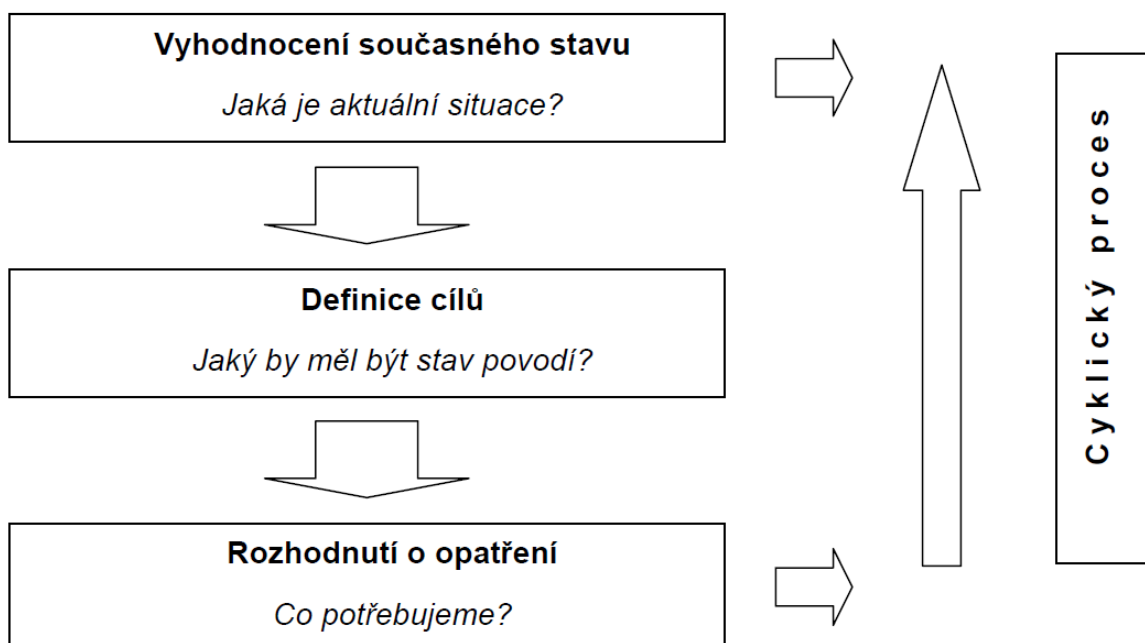 Vyhodnocení současného stavu
Jaká je aktuální situace?
Definice cílů
Jaký by měl být stav povodí?
Rozhodnutí o opatření
Co potřebujeme?
Cyklický proces